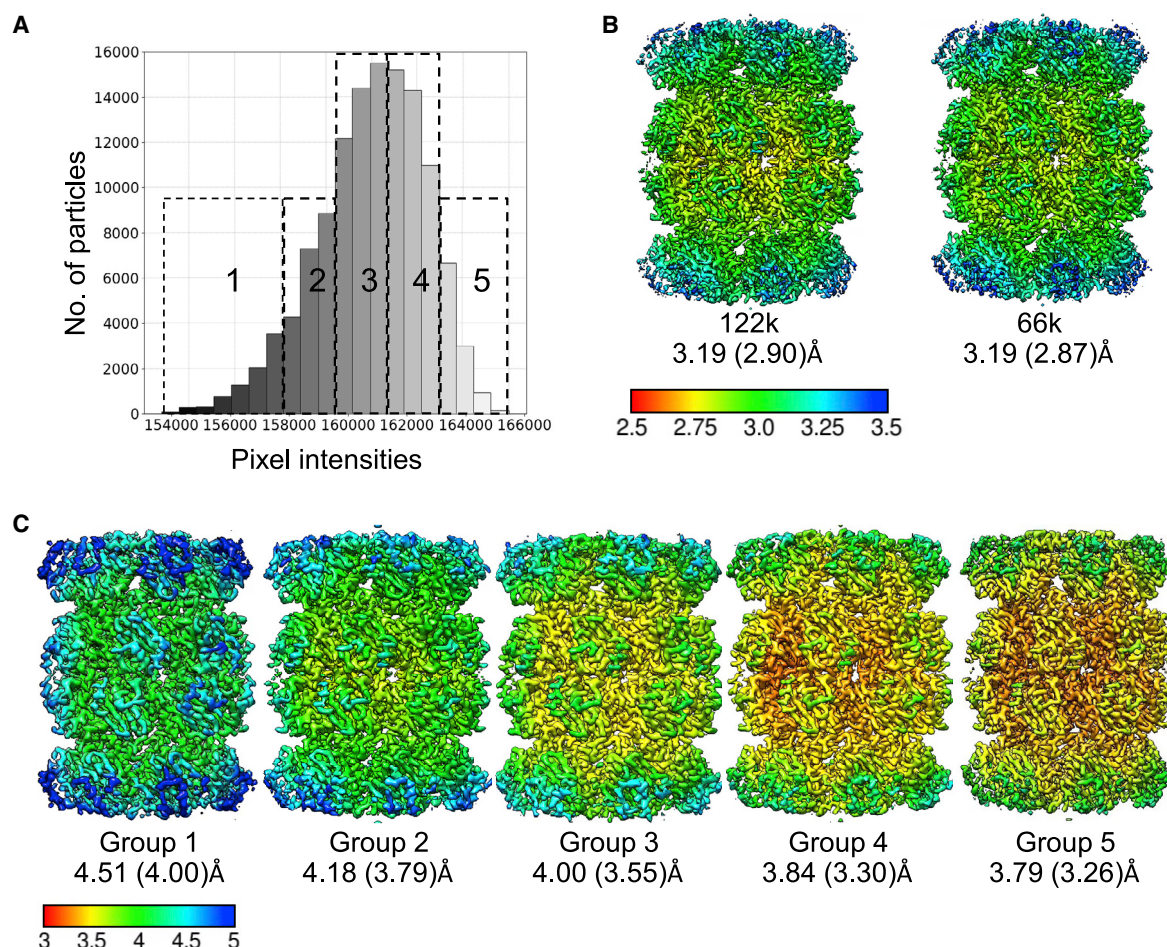 A
16000
14000
12000
10000
8000
6000
4000
2000
0
No. of particles
1 2 3 4 5
154000 156000 158000 160000 162000 164000 166000
Pixel intensities
B
122k
3.19 (2.90)Å
66k
3.19 (2.87)Å
2.5 2.75 3.0 3.25 3.5
C
Group 1
4.51 (4.00)Å
Group 2
4.18 (3.79)Å
Group 3
4.00 (3.55)Å
Group 4
3.84 (3.30)Å
Group 5
3.79 (3.26)Å
3 3.5 4 4.5 5